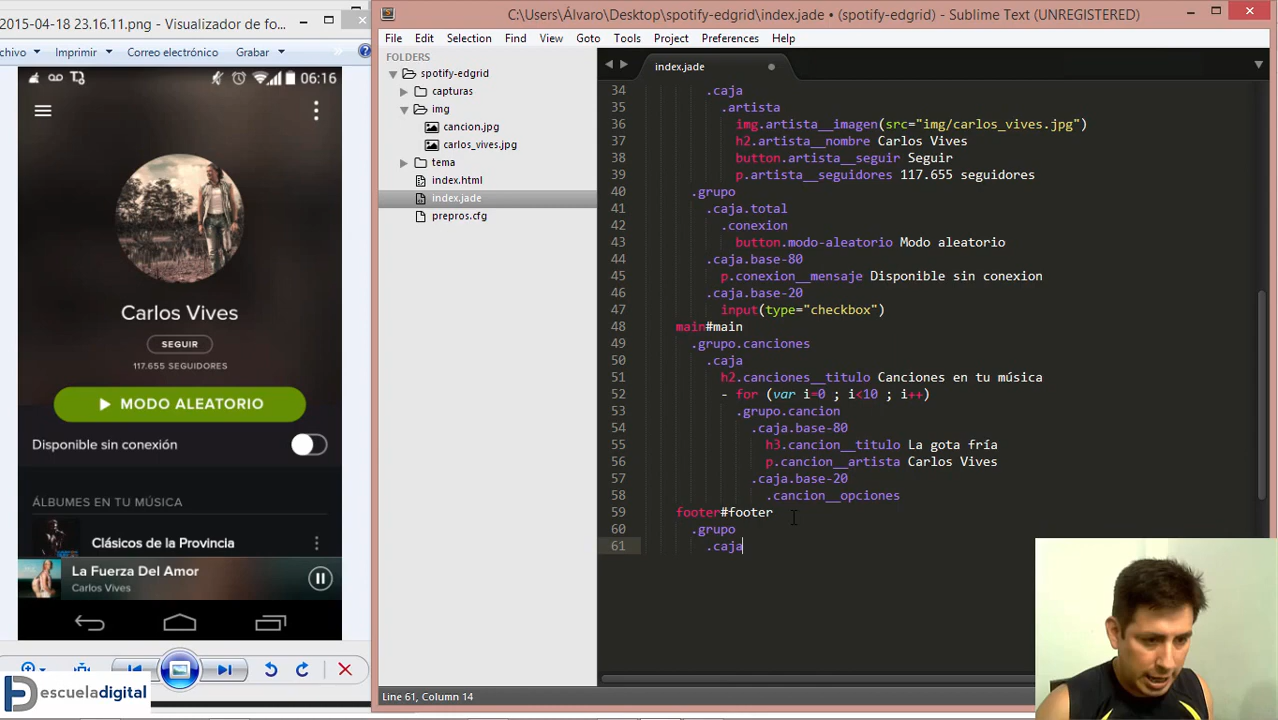 2015-04-18 23.16.11.png - Visualizador de fo...
C:\Users\Álvaro\Desktop\spotify-edgrid\index.jade • (spotify-edgrid) - Sublime Text (UNREGISTERED)
Imprimir Correo electrónico Grabar
File Edit Selection Find View Goto Tools Project Preferences Help
FOLDERS
spotify-edgrid
capturas
img
cancion.jpg
carlos_vives.jpg
tema
index.html
index.jade
prepros.cfg
index.jade
34 .caja
35 .artista
36 img.artista__imagen(src="img/carlos_vives.jpg")
37 h2.artista__nombre Carlos Vives
38 button.artista__seguir Seguir
39 p.artista__seguidores 117.655 seguidores
40 .grupo
41 .caja.total
42 .conexion
43 button.modo-aleatorio Modo aleatorio
44 .caja.base-80
45 p.conexion__mensaje Disponible sin conexion
46 .caja.base-20
47 input(type="checkbox")
48 main#main
49 .grupo.canciones
50 .caja
51 h2.canciones__titulo Canciones en tu música
52 - for (var i=0 ; i<10 ; i++)
53 .grupo.cancion
54 .caja.base-80
55 h3.cancion__titulo La gota fría
56 p.cancion__artista Carlos Vives
57 .caja.base-20
58 .cancion__opciones
59 footer#footer
60 .grupo
61 .caja
06:16
Carlos Vives
SEGUIR
117.655 SEGUIDORES
MODO ALEATORIO
Disponible sin conexión
ÁLBUMES EN TU MÚSICA
Clásicos de la Provincia
La Fuerza Del Amor
Carlos Vives
escueladigital
Line 61, Column 14